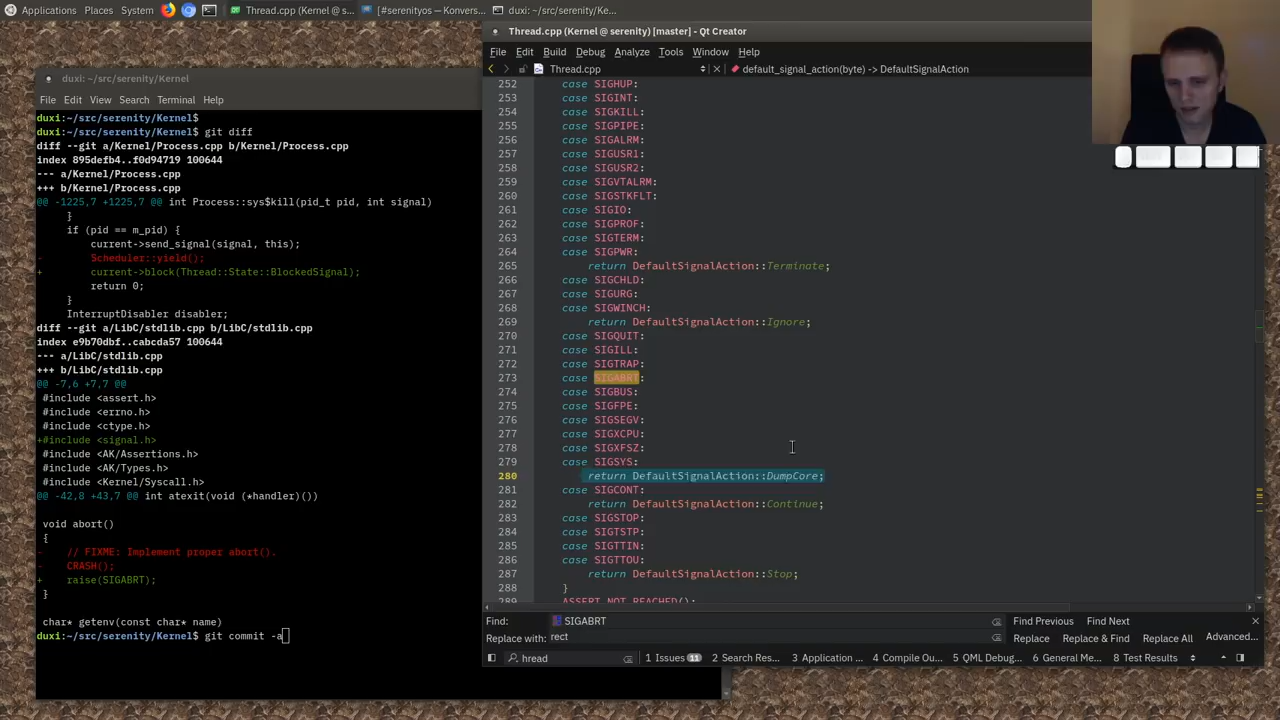 Applications Places System Thread.cpp (Kernel @ s... [#serenityos – Konvers... duxi: ~/src/serenity/Ke...
duxi: ~/src/serenity/Kernel
File Edit View Search Terminal Help
duxi:~/src/serenity/Kernel$
duxi:~/src/serenity/Kernel$ git diff
diff --git a/Kernel/Process.cpp b/Kernel/Process.cpp
index 895defb4..f0d94719 100644
--- a/Kernel/Process.cpp
+++ b/Kernel/Process.cpp
@@ -1225,7 +1225,7 @@ int Process::sys$kill(pid_t pid, int signal)
}
if (pid == m_pid) {
current->send_signal(signal, this);
- Scheduler::yield();
+ current->block(Thread::State::BlockedSignal);
return 0;
}
InterruptDisabler disabler;
diff --git a/LibC/stdlib.cpp b/LibC/stdlib.cpp
index e9b70dbf..cabcda57 100644
--- a/LibC/stdlib.cpp
+++ b/LibC/stdlib.cpp
@@ -7,6 +7,7 @@
#include <assert.h>
#include <errno.h>
#include <ctype.h>
+#include <signal.h>
#include <AK/Assertions.h>
#include <AK/Types.h>
#include <Kernel/Syscall.h>
@@ -42,8 +43,7 @@ int atexit(void (*handler)())
void abort()
{
- // FIXME: Implement proper abort().
- CRASH();
+ raise(SIGABRT);
}
char* getenv(const char* name)
duxi:~/src/serenity/Kernel$ git commit -a
Thread.cpp (Kernel @ serenity) [master] - Qt Creator
File Edit Build Debug Analyze Tools Window Help
Thread.cpp default_signal_action(byte) -> DefaultSignalAction
252 case SIGHUP:
253 case SIGINT:
254 case SIGKILL:
255 case SIGPIPE:
256 case SIGALRM:
257 case SIGUSR1:
258 case SIGUSR2:
259 case SIGVTALRM:
260 case SIGSTKFLT:
261 case SIGIO:
262 case SIGPROF:
263 case SIGTERM:
264 case SIGPWR:
265 return DefaultSignalAction::Terminate;
266 case SIGCHLD:
267 case SIGURG:
268 case SIGWINCH:
269 return DefaultSignalAction::Ignore;
270 case SIGQUIT:
271 case SIGILL:
272 case SIGTRAP:
273 case SIGABRT:
274 case SIGBUS:
275 case SIGFPE:
276 case SIGSEGV:
277 case SIGXCPU:
278 case SIGXFSZ:
279 case SIGSYS:
280 return DefaultSignalAction::DumpCore;
281 case SIGCONT:
282 return DefaultSignalAction::Continue;
283 case SIGSTOP:
284 case SIGTSTP:
285 case SIGTTIN:
286 case SIGTTOU:
287 return DefaultSignalAction::Stop;
288 }
289 ASSERT_NOT_REACHED();
Find: SIGABRT Find Previous Find Next
Replace with: rect Replace Replace & Find Replace All Advanced...
hread 1 Issues 11 2 Search Res... 3 Application ... 4 Compile Ou... 5 QML Debug... 6 General Me... 8 Test Results